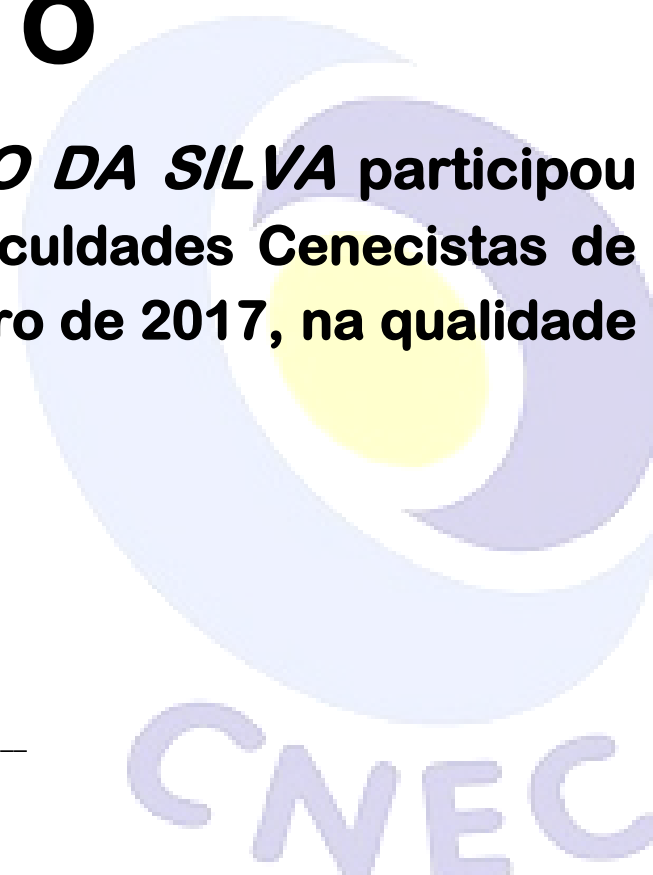 O
O DA SILVA participou
culdades Cenecistas de
ro de 2017, na qualidade
CNEC